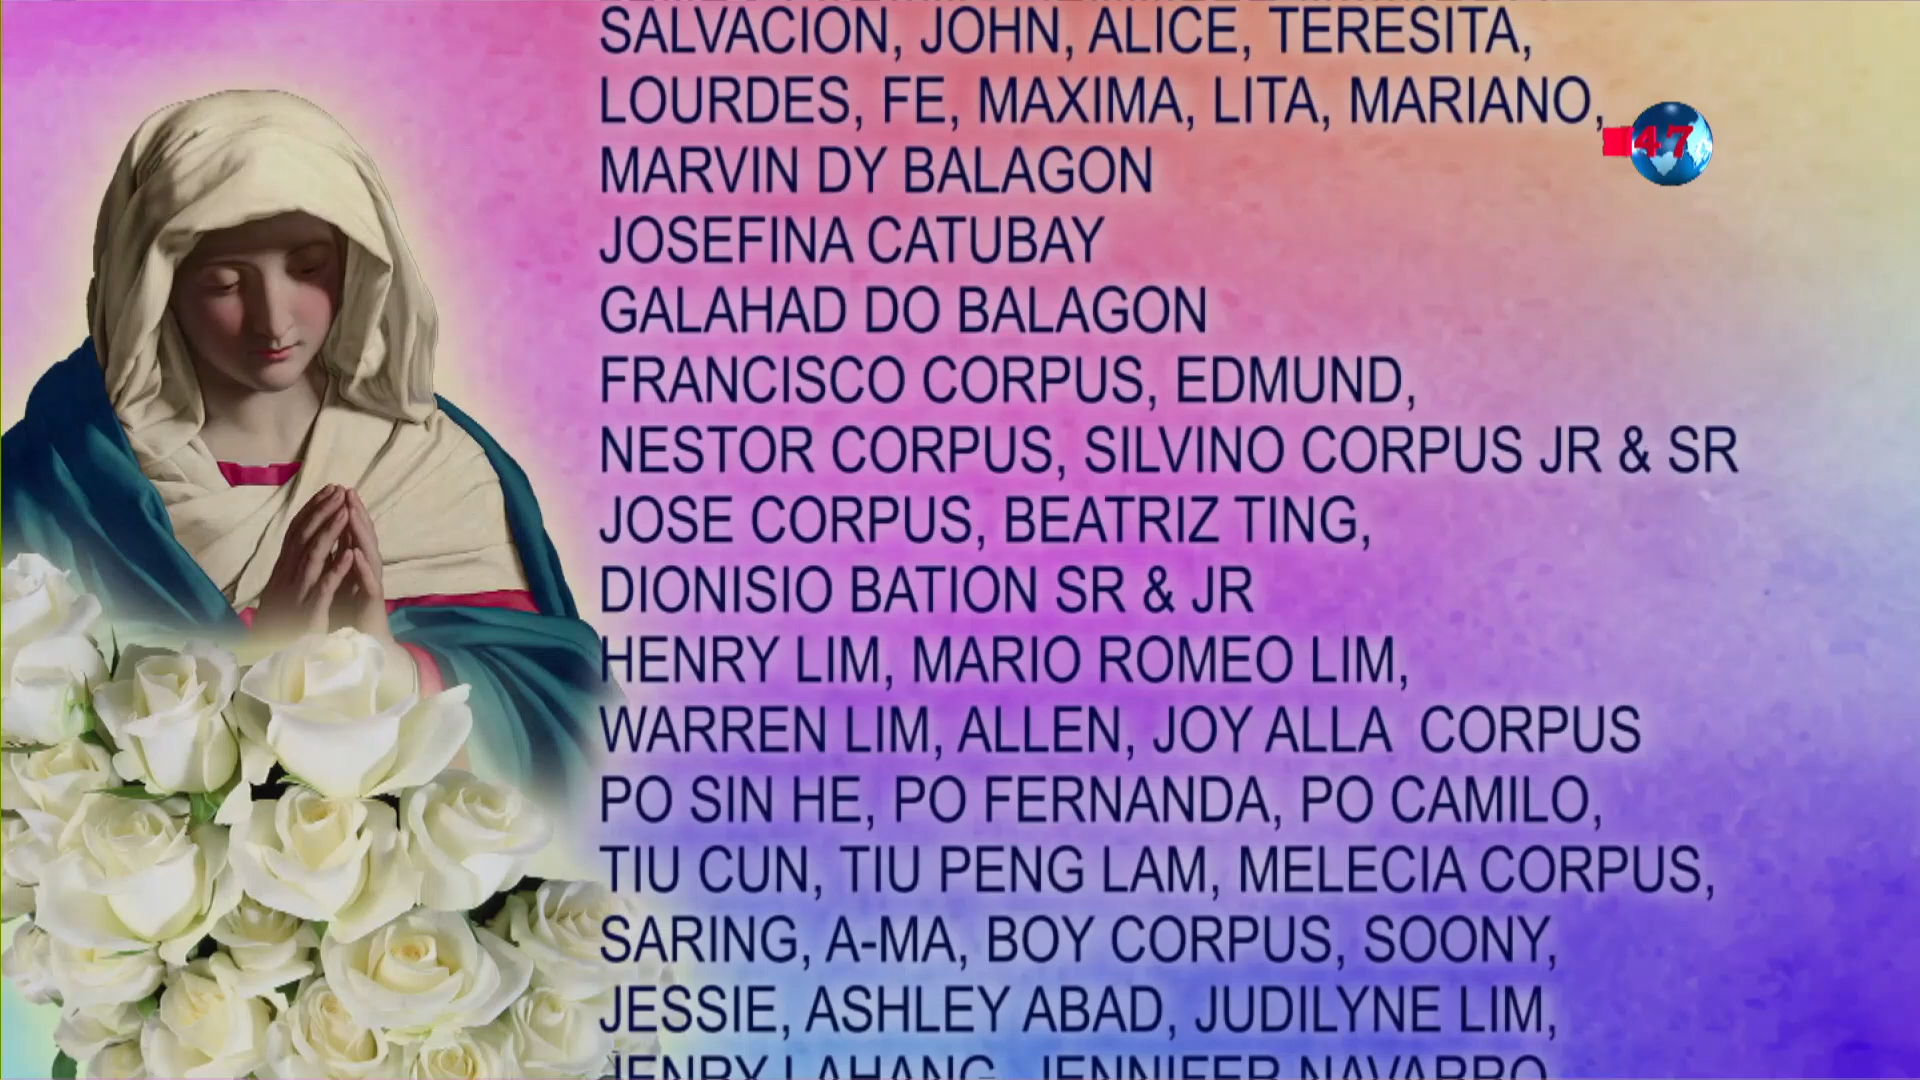 SALVACION, JOHN, ALICE, TERESITA,
LOURDES, FE, MAXIMA, LITA, MARIANO,
47
MARVIN DY BALAGON
JOSEFINA CATUBAY
GALAHAD DO BALAGON
FRANCISCO CORPUS, EDMUND,
NESTOR CORPUS, SILVINO CORPUS JR & SR
JOSE CORPUS, BEATRIZ TING,
DIONISIO BATION SR & JR
HENRY LIM, MARIO ROMEO LIM,
WARREN LIM, ALLEN, JOY ALLA CORPUS
PO SIN HE, PO FERNANDA, PO CAMILO,
TIU CUN, TIU PENG LAM, MELECIA CORPUS,
SARING, A-MA, BOY CORPUS, SOONY,
JESSIE, ASHLEY ABAD, JUDILYNE LIM,
JENNIFER NAVARRO